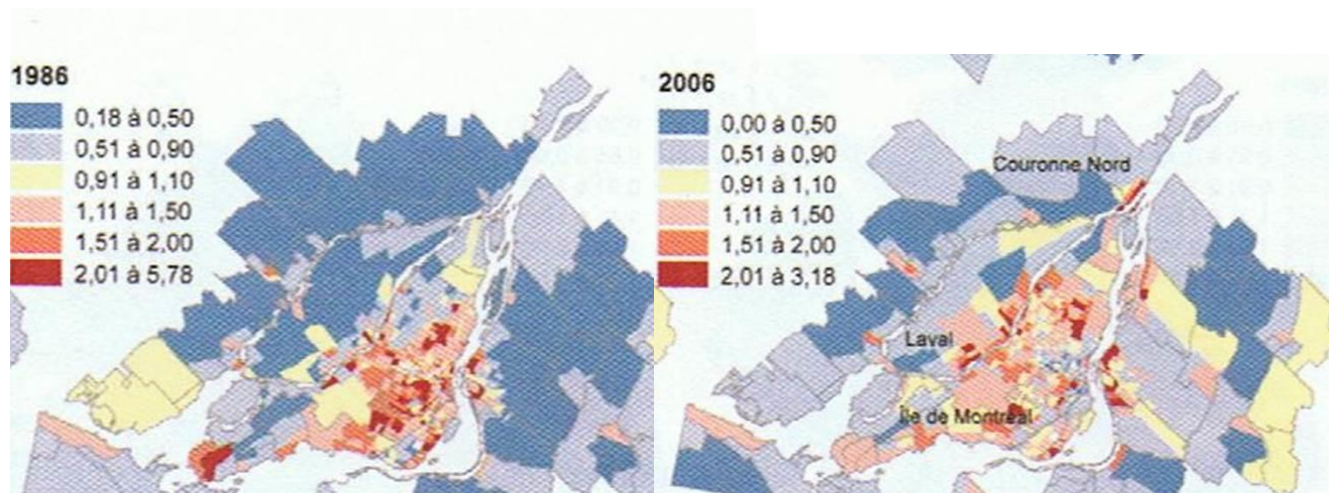 1986
0,18 à 0,50
0,51 à 0,90
0,91 à 1,10
1,11 à 1,50
1,51 à 2,00
2,01 à 5,78
2006
0,00 à 0,50
0,51 à 0,90
0,91 à 1,10
1,11 à 1,50
1,51 à 2,00
2,01 à 3,18
Couronne Nord
Laval
Île de Montréal